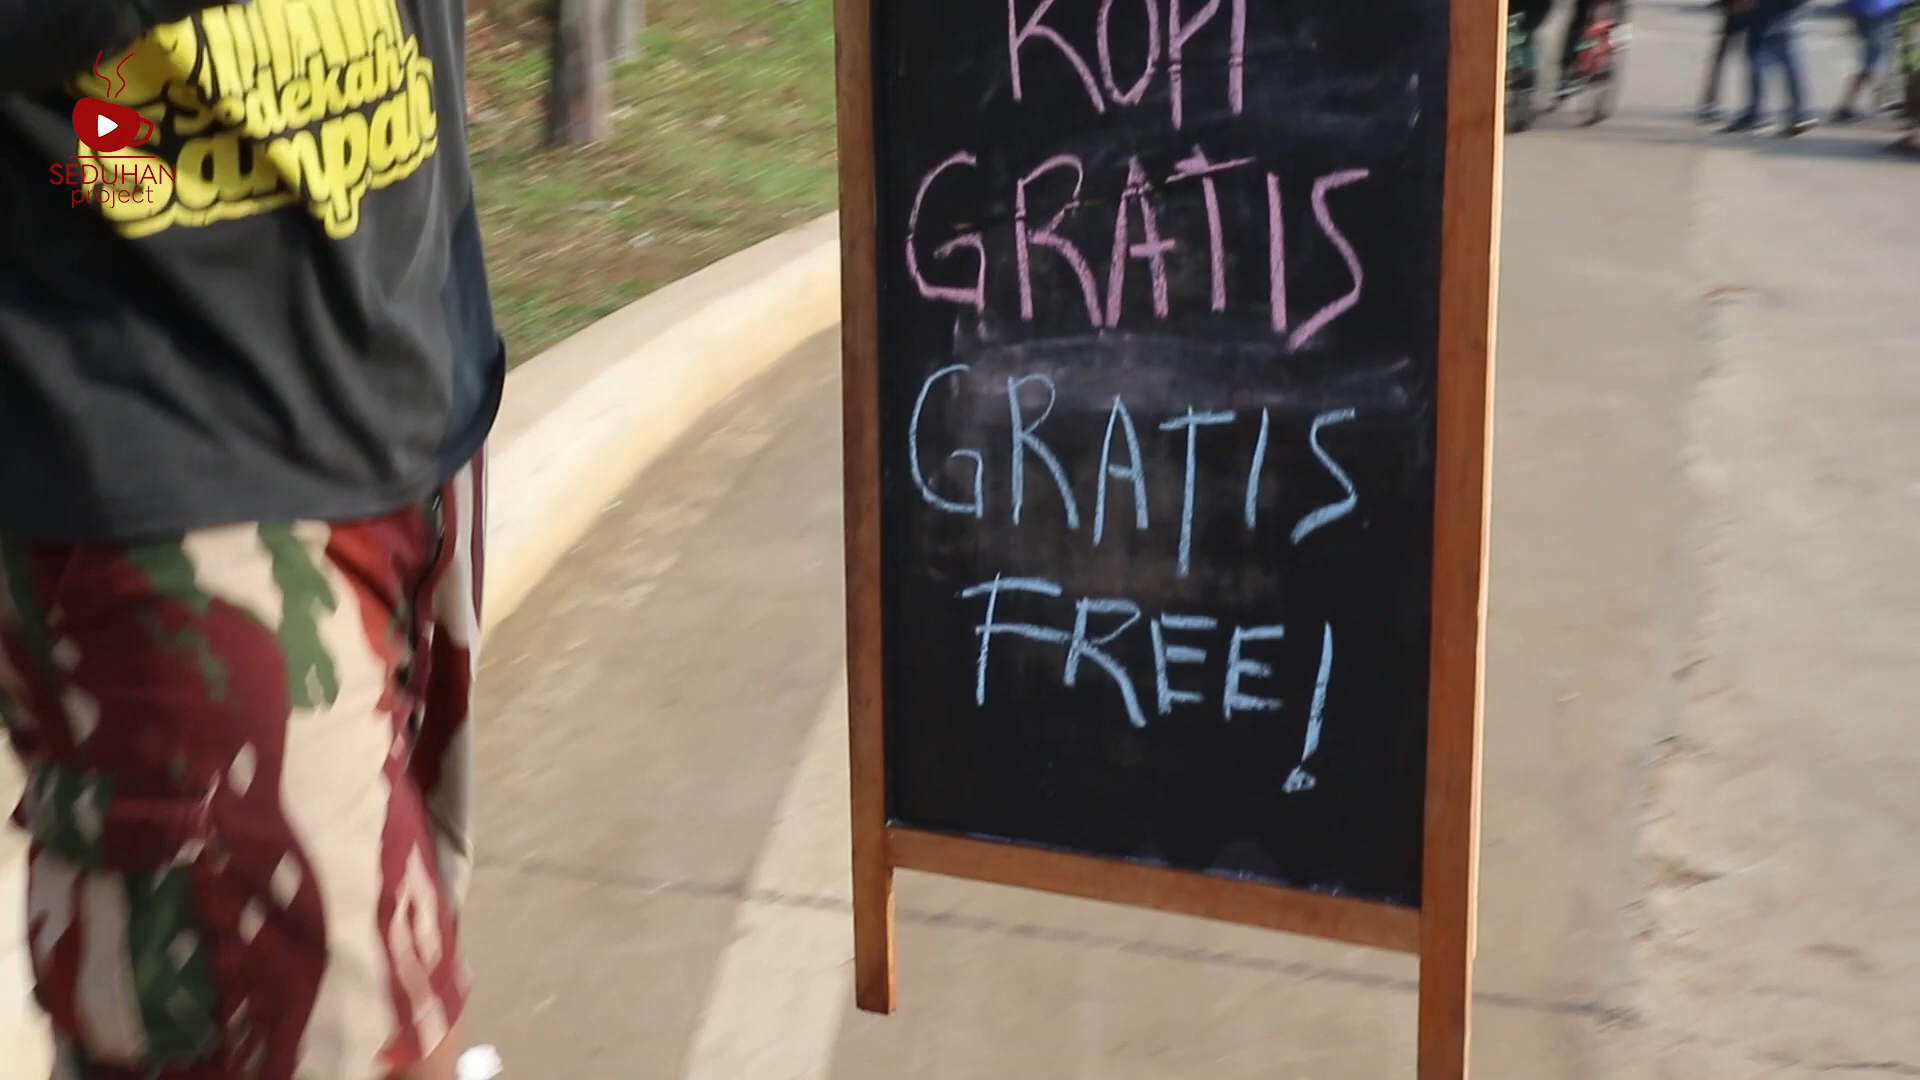 Sedekah
Sampah
SEDUHAN
project
KOPI
GRATIS
GRATIS
FREE!